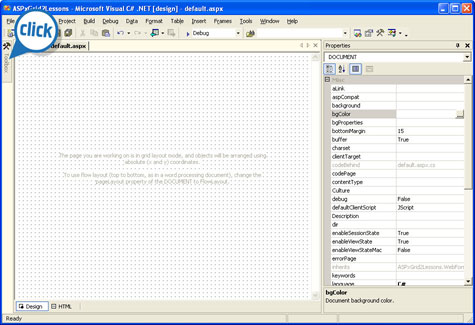 ASPxGrid2Lessons - Microsoft Visual C# .NET [design] - default.aspx
Project Build Debug Data Format Table Insert Frames Tools Window Help
click
Debug
Toolbox
default.aspx
Properties
DOCUMENT
Misc
aLink
aspCompat
background
bgColor
bgProperties
bottomMargin 15
buffer True
charset
clientTarget
codeBehind default.aspx.cs
codePage
contentType
Culture
debug False
defaultClientScript JScript
Description
dir
enableSessionState True
enableViewState True
enableViewStateMac False
errorPage
inherits ASPxGrid2Lessons.WebForm
keywords
language C#
The page you are working on is in grid layout mode, and objects will be arranged using
absolute (x and y) coordinates.
To use flow layout (top to bottom, as in a word processing document), change the
pageLayout property of the DOCUMENT to FlowLayout.
bgColor
Document background color.
Design HTML
Ready